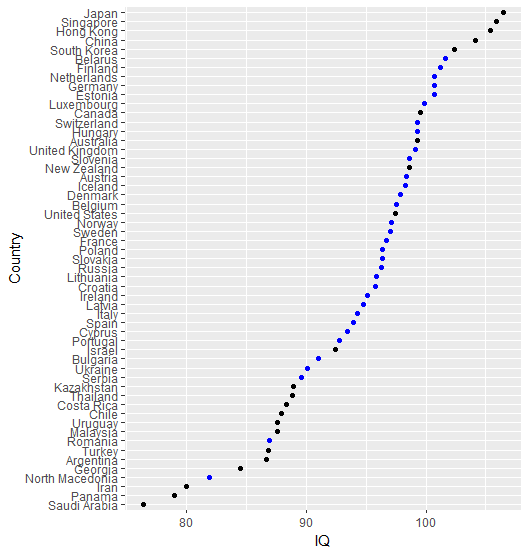 Japan
Singapore
Hong Kong
China
South Korea
Belarus
Finland
Netherlands
Germany
Estonia
Luxembourg
Canada
Switzerland
Hungary
Australia
United Kingdom
Slovenia
New Zealand
Austria
Iceland
Denmark
Belgium
United States
Norway
Sweden
France
Poland
Slovakia
Russia
Lithuania
Croatia
Ireland
Latvia
Italy
Spain
Cyprus
Portugal
Israel
Bulgaria
Ukraine
Serbia
Kazakhstan
Thailand
Costa Rica
Chile
Uruguay
Malaysia
Romania
Turkey
Argentina
Georgia
North Macedonia
Iran
Panama
Saudi Arabia
Country
80 90 100
IQ